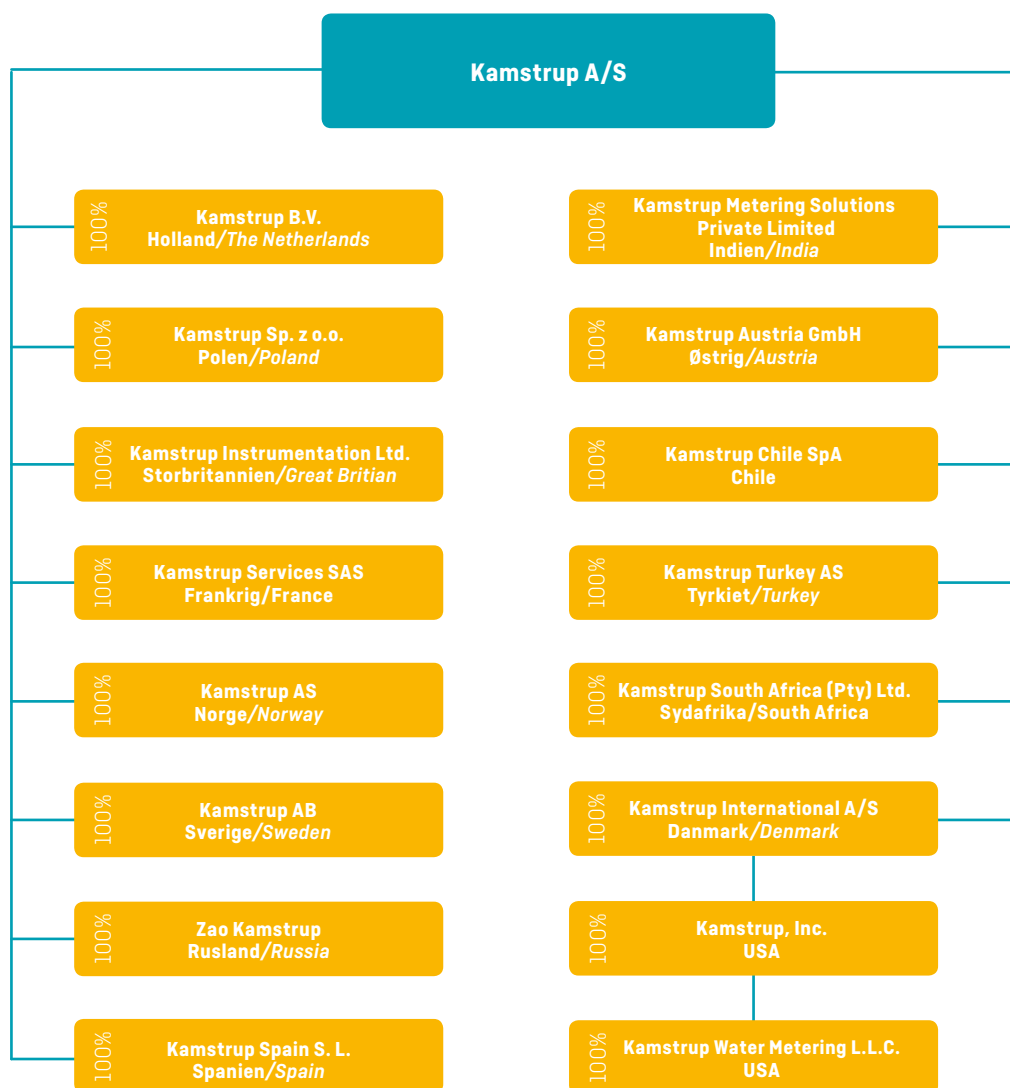 Kamstrup A/S
100%
Kamstrup B.V.
Holland/The Netherlands
100%
Kamstrup Sp. z o.o.
Polen/Poland
100%
Kamstrup Instrumentation Ltd.
Storbritannien/Great Britian
100%
Kamstrup Services SAS
Frankrig/France
100%
Kamstrup AS
Norge/Norway
100%
Kamstrup AB
Sverige/Sweden
100%
Zao Kamstrup
Rusland/Russia
100%
Kamstrup Spain S. L.
Spanien/Spain
100%
Kamstrup Metering Solutions
Private Limited
Indien/India
100%
Kamstrup Austria GmbH
Østrig/Austria
100%
Kamstrup Chile SpA
Chile
100%
Kamstrup Turkey AS
Tyrkiet/Turkey
100%
Kamstrup South Africa (Pty) Ltd.
Sydafrika/South Africa
100%
Kamstrup International A/S
Danmark/Denmark
100%
Kamstrup, Inc.
USA
100%
Kamstrup Water Metering L.L.C.
USA